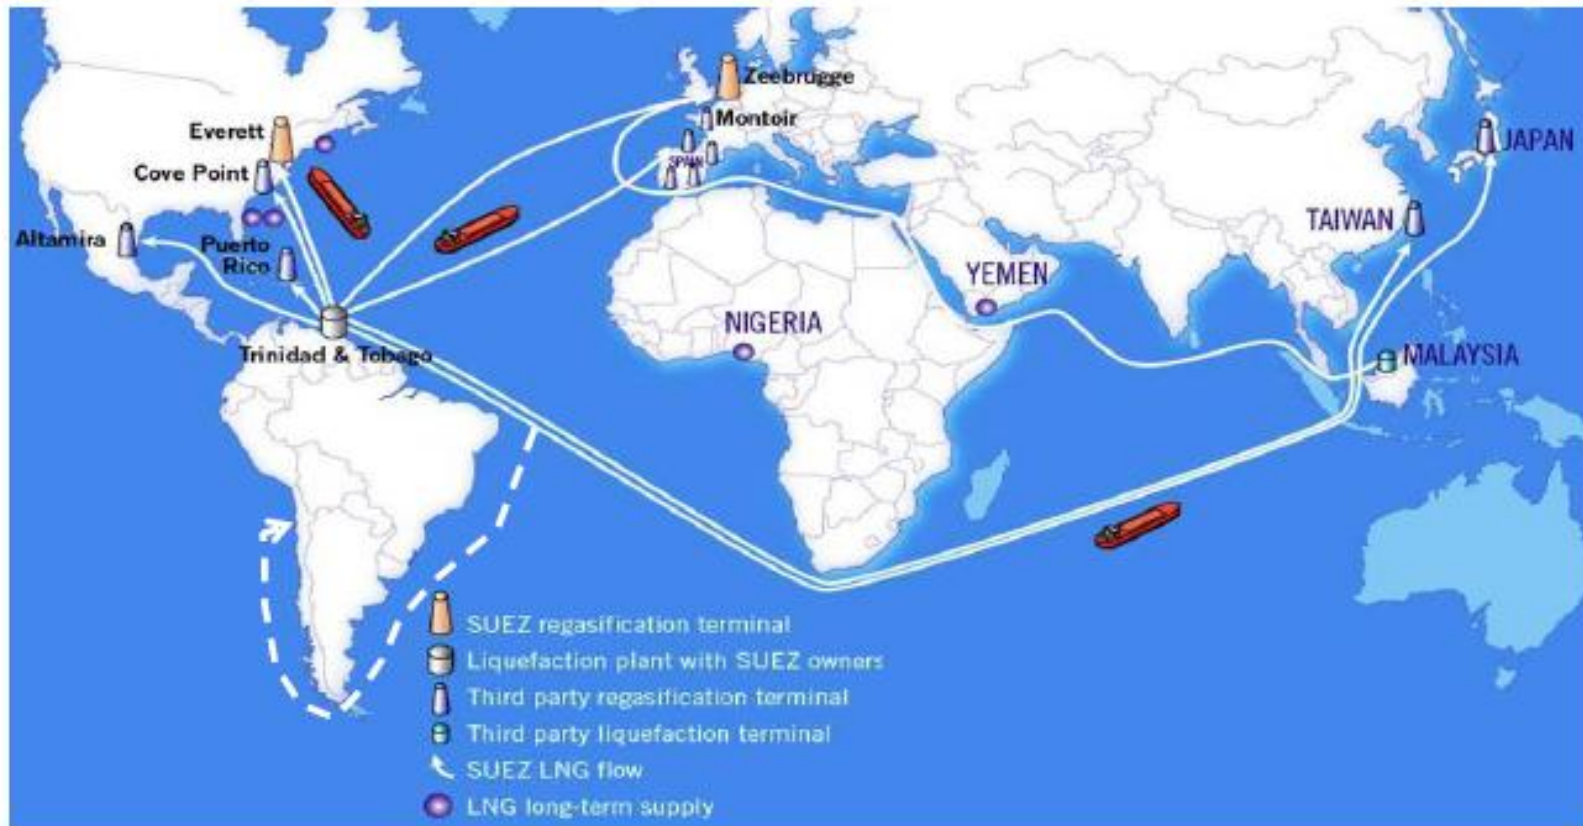 Zeebrugge
Montoir
SPAIN
Everett
Cove Point
Altamira
Puerto
Rico
Trinidad & Tobago
NIGERIA
YEMEN
JAPAN
TAIWAN
MALAYSIA
SUEZ regasification terminal
Liquefaction plant with SUEZ owners
Third party regasification terminal
Third party liquefaction terminal
SUEZ LNG flow
LNG long-term supply